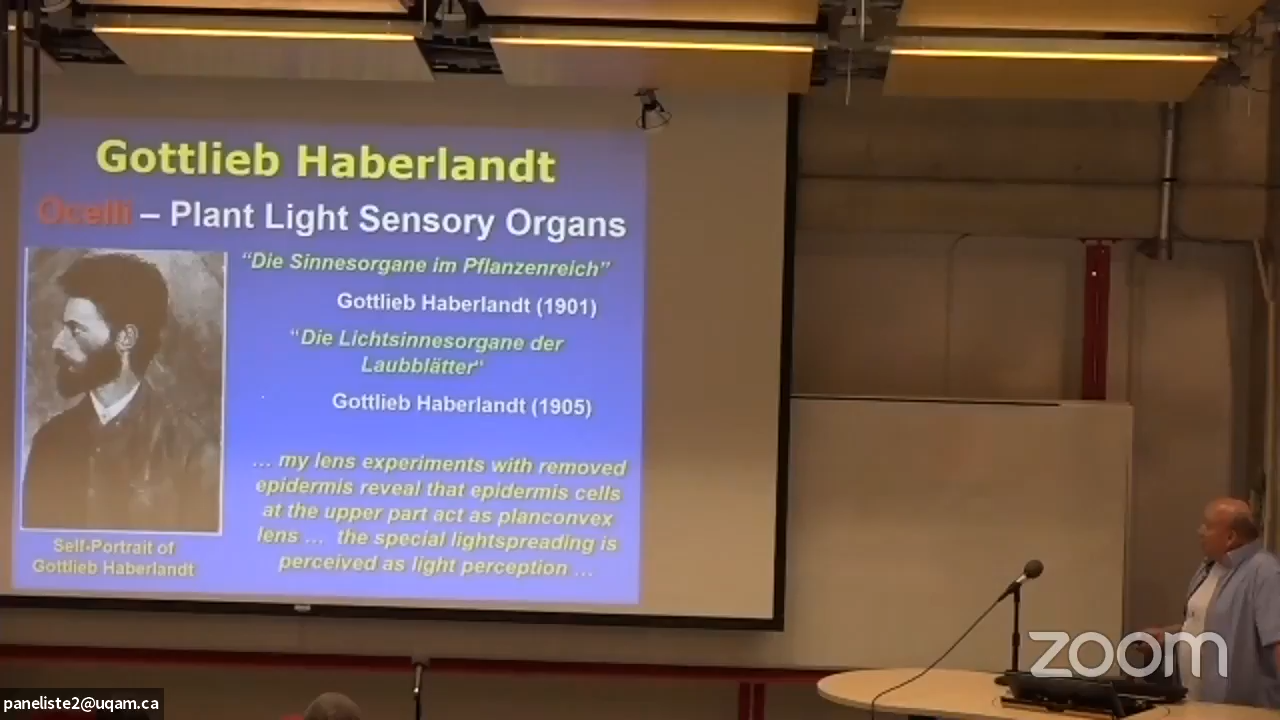 Gottlieb Haberlandt
Ocelli – Plant Light Sensory Organs
“Die Sinnesorgane im Pflanzenreich”
Gottlieb Haberlandt (1901)
“Die Lichtsinnesorgane der
Laubblätter“
Gottlieb Haberlandt (1905)
... my lens experiments with removed
epidermis reveal that epidermis cells
at the upper part act as planconvex
lens ... the special lightspreading is
perceived as light perception ...
Self-Portrait of
Gottlieb Haberlandt
zoom
paneliste2@uqam.ca